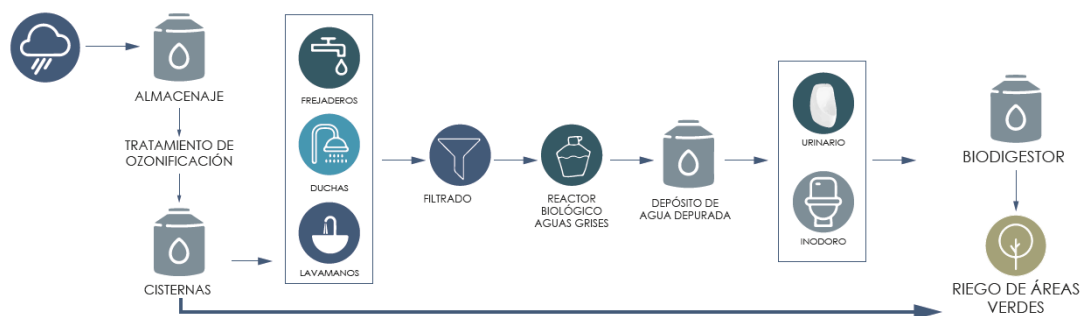 ALMACENAJE
TRATAMIENTO DE
OZONIFICACIÓN
CISTERNAS
FREJADEROS
DUCHAS
LAVAMANOS
FILTRADO
REACTOR
BIOLÓGICO
AGUAS GRISES
DEPÓSITO DE
AGUA DEPURADA
URINARIO
INODORO
BIODIGESTOR
RIEGO DE ÁREAS
VERDES